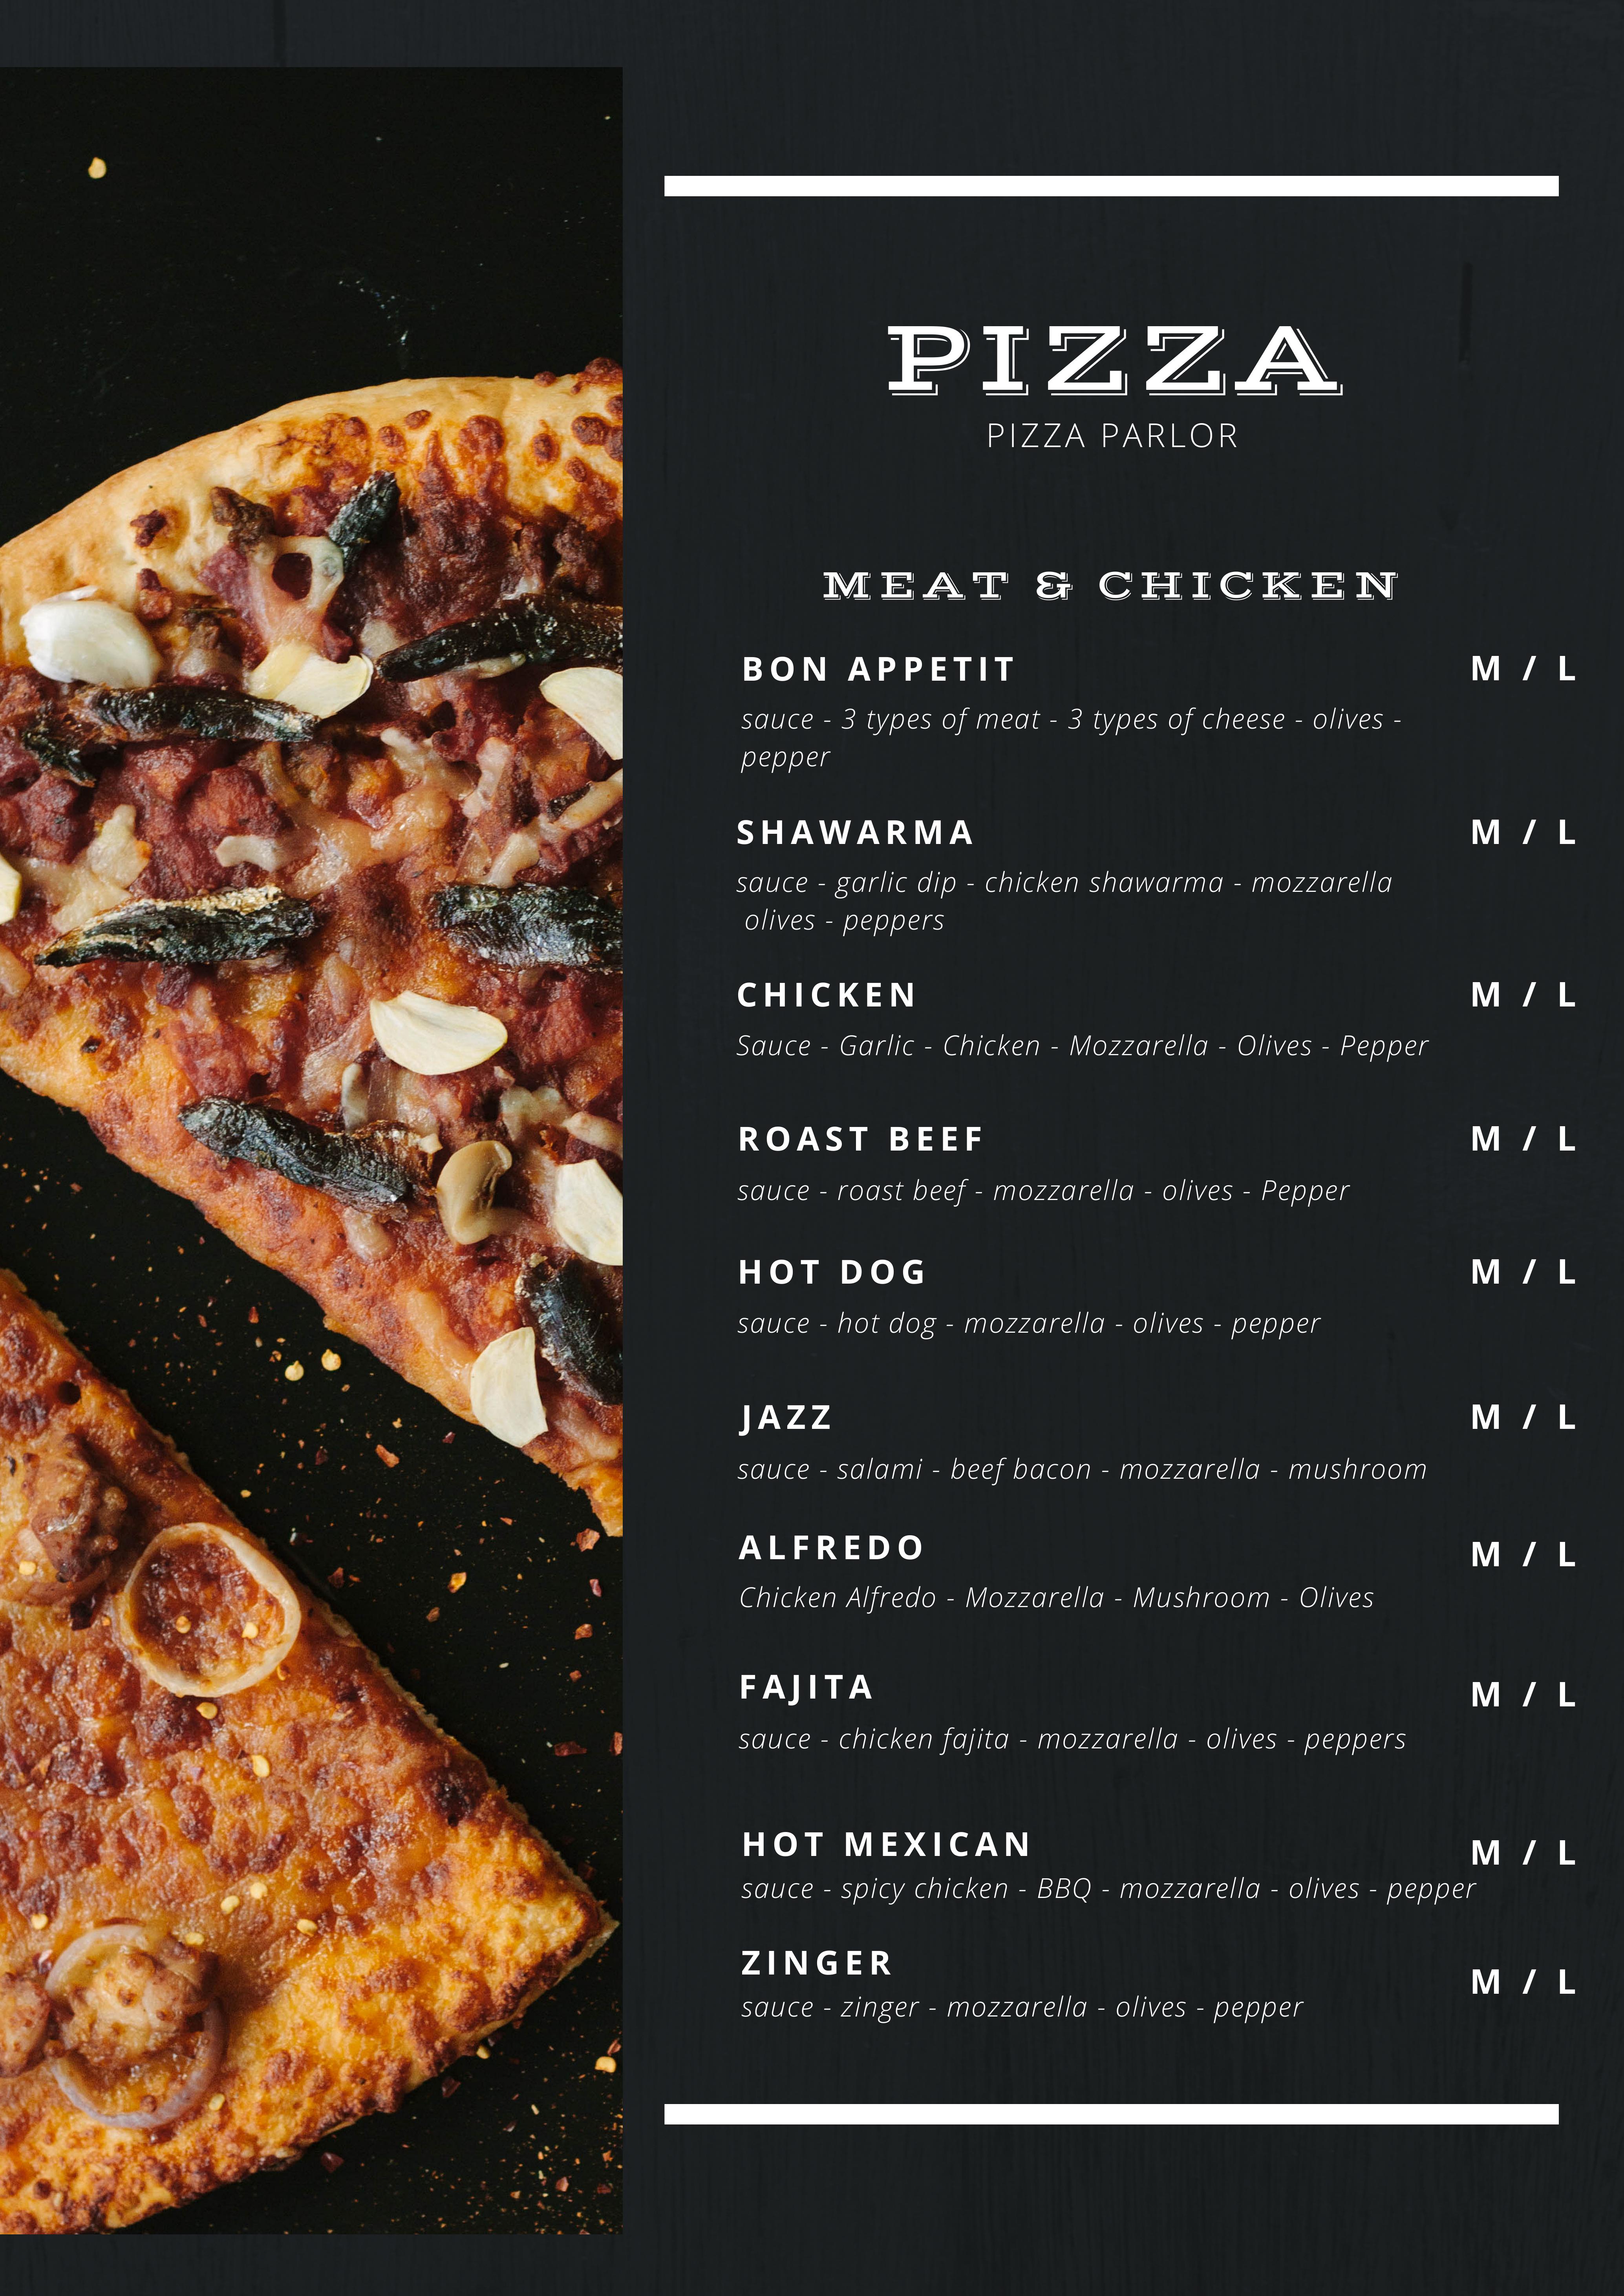 PIZZA
PIZZA PARLOR
MEAT & CHICKEN
BON APPETIT M / L
sauce - 3 types of meat - 3 types of cheese - olives -
pepper
SHAWARMA M / L
sauce - garlic dip - chicken shawarma - mozzarella
olives - peppers
CHICKEN M / L
Sauce - Garlic - Chicken - Mozzarella - Olives - Pepper
ROAST BEEF M / L
sauce - roast beef - mozzarella - olives - Pepper
HOT DOG M / L
sauce - hot dog - mozzarella - olives - pepper
JAZZ M / L
sauce - salami - beef bacon - mozzarella - mushroom
ALFREDO M / L
Chicken Alfredo - Mozzarella - Mushroom - Olives
FAJITA M / L
sauce - chicken fajita - mozzarella - olives - peppers
HOT MEXICAN M / L
sauce - spicy chicken - BBQ - mozzarella - olives - pepper
ZINGER M / L
sauce - zinger - mozzarella - olives - pepper